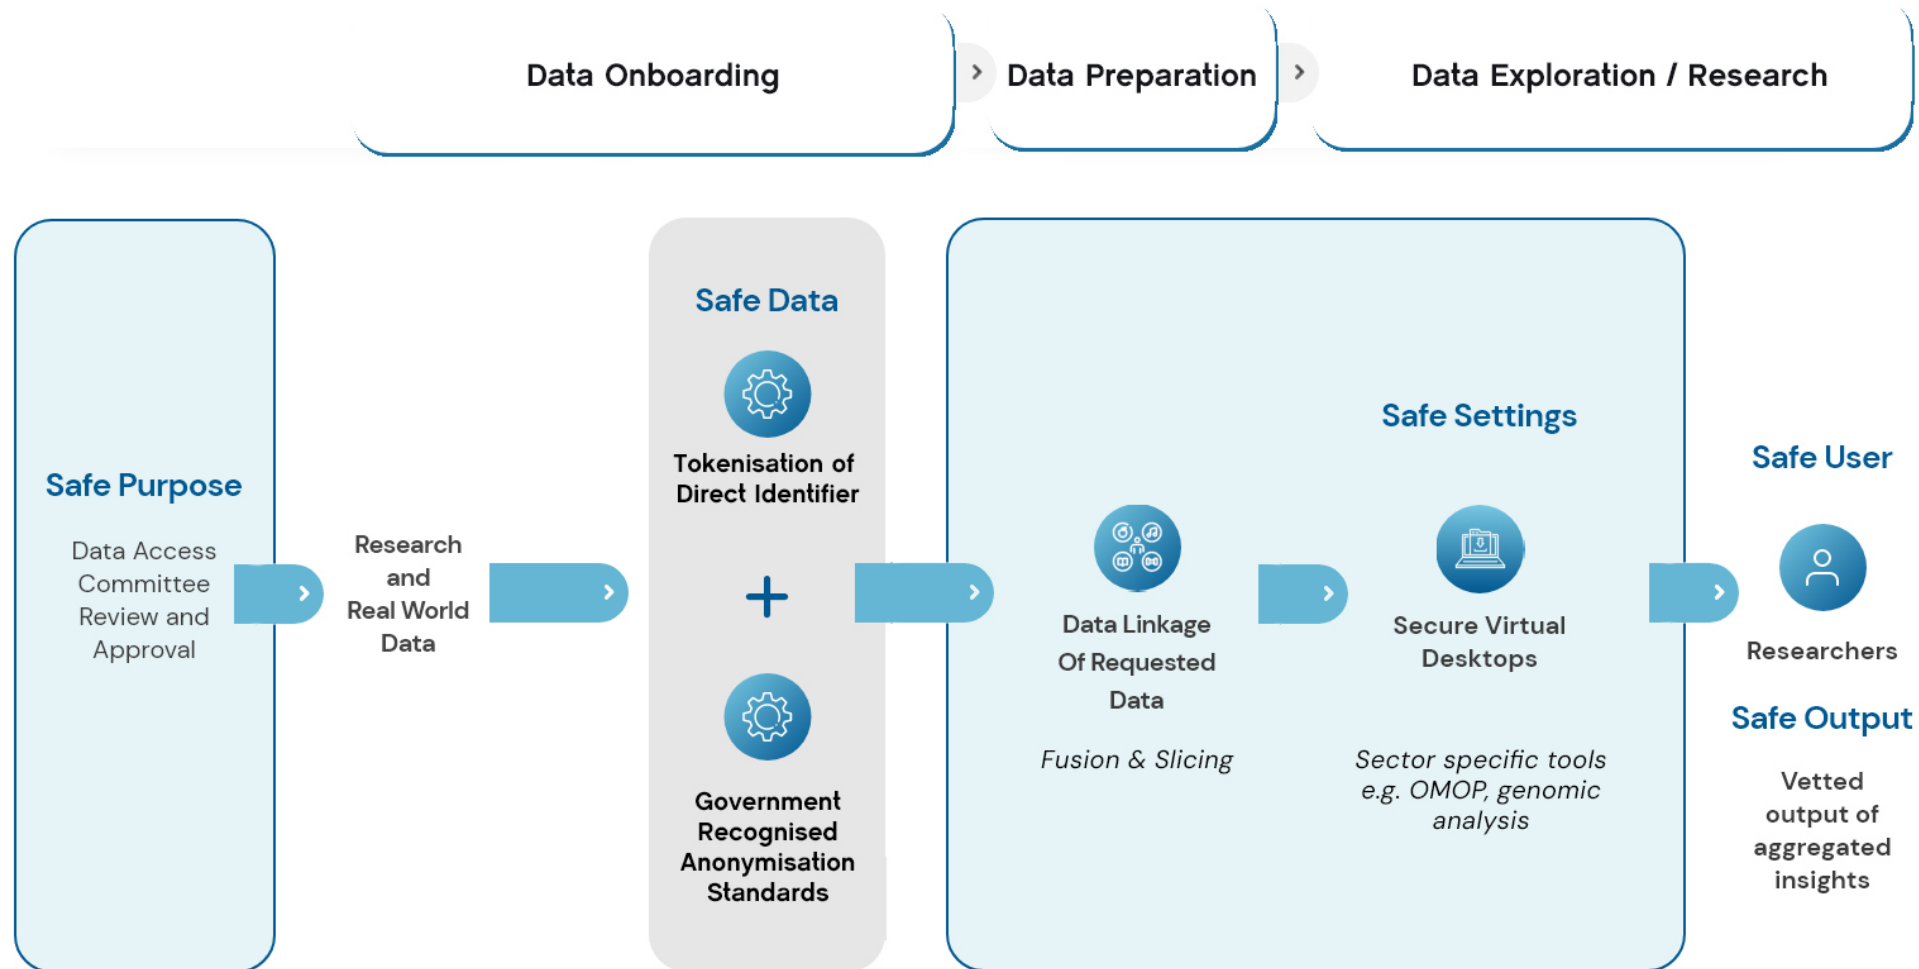 Data Onboarding
Data Preparation
Data Exploration / Research
Safe Purpose
Data Access
Committee
Review and
Approval
Research
and
Real World
Data
Safe Data
Tokenisation of
Direct Identifier
+
Government
Recognised
Anonymisation
Standards
Safe Settings
Data Linkage
Of Requested
Data
Fusion & Slicing
Secure Virtual
Desktops
Sector specific tools
e.g. OMOP, genomic
analysis
Safe User
Researchers
Safe Output
Vetted
output of
aggregated
insights